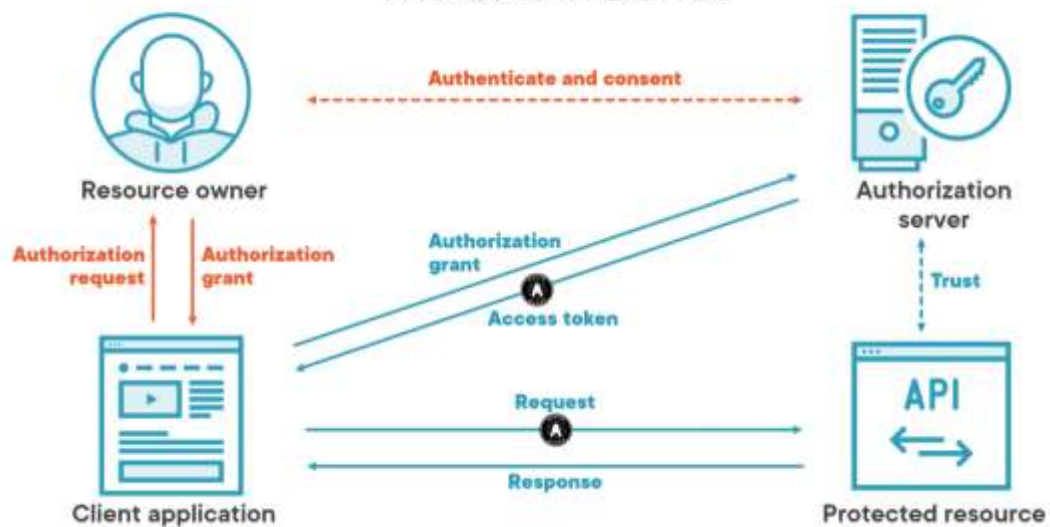 Authenticate and consent
Resource owner
Authorization
server
Authorization
request
Authorization
grant
Authorization
grant
A
Access token
Trust
Request
A
Response
API
Client application
Protected resource